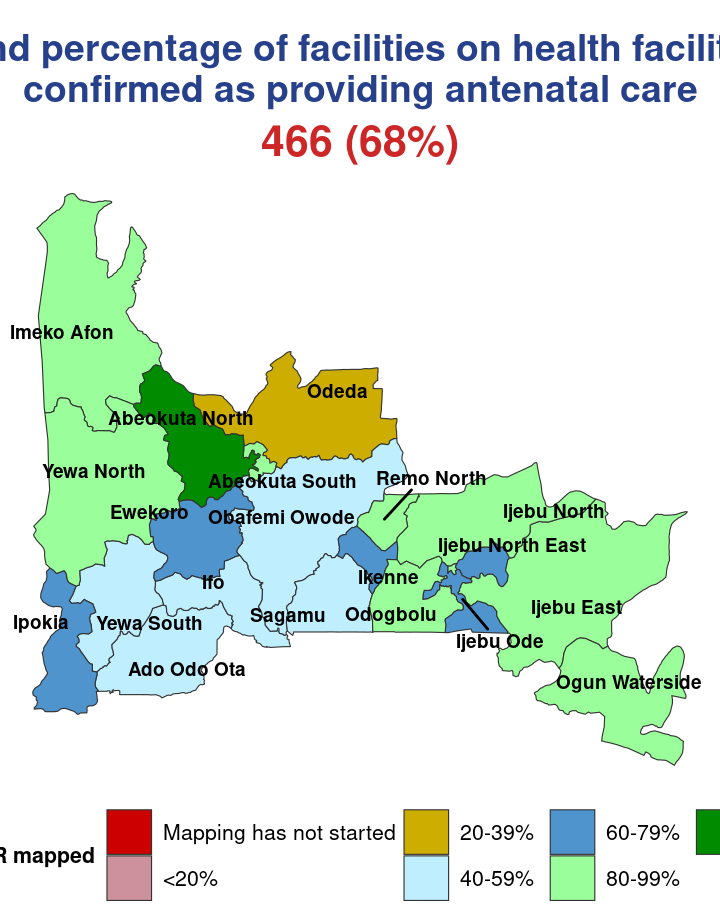 percentage of facilities on health
confirmed as providing antenatal care
466 (68%)
Imeko Afon
Odeda
Abeokuta North
Yewa North
Abeokuta South
Remo North
Ewekoro
Obafemi Owode
Ijebu North
Ijebu North East
Ifo
Ikenne
Ipokia
Yewa South
Sagamu
Odogbolu
Ijebu East
Ijebu Ode
Ado Odo Ota
Ogun Waterside
mapped
Mapping has not started
20-39%
60-79%
<20%
40-59%
80-99%